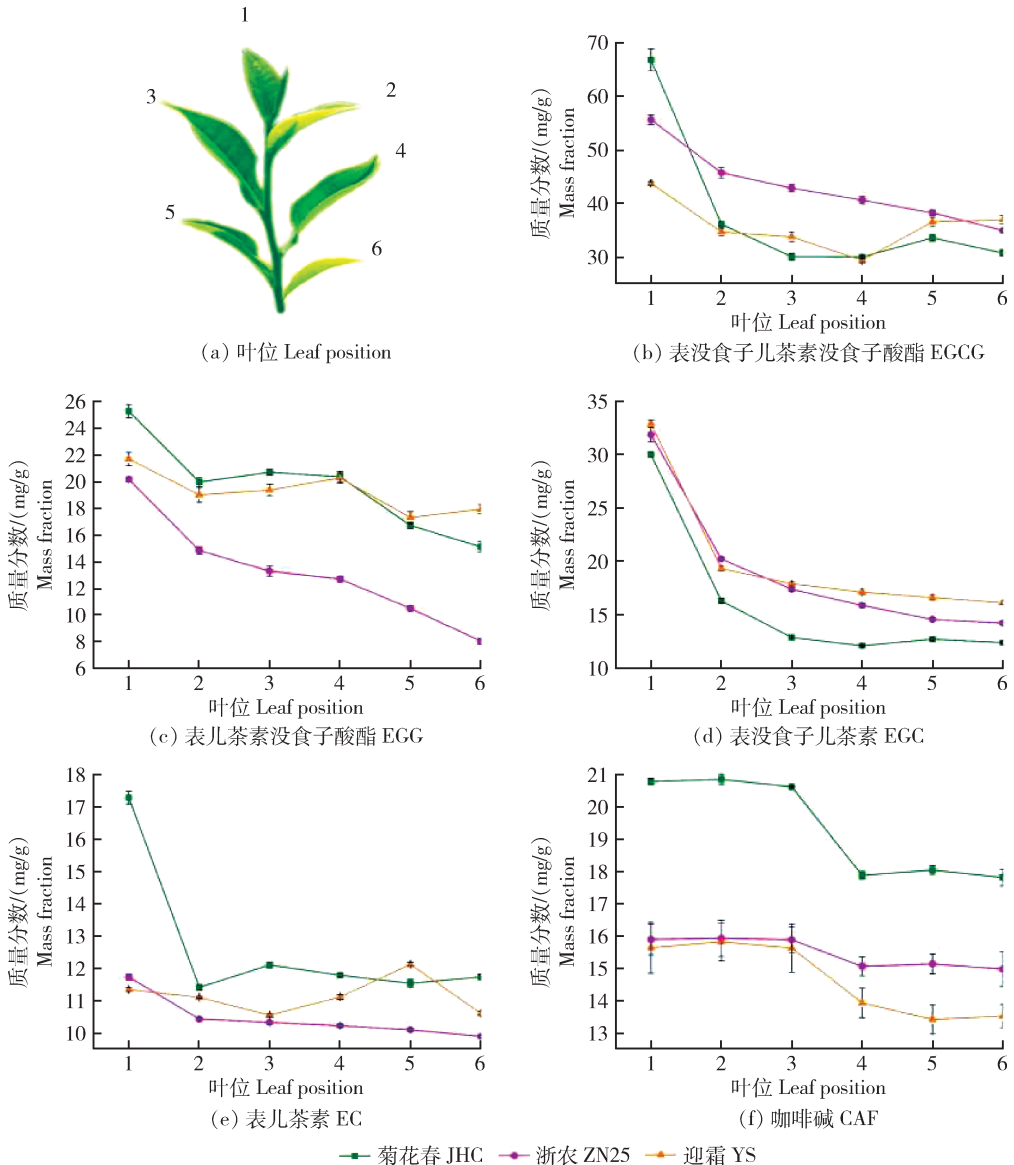 1
2
3
4
5
6
(a) 叶位 Leaf position
质量分数/(mg/g)
Mass fraction
70
60
50
40
30
1 2 3 4 5 6
叶位 Leaf position
(b) 表没食子儿茶素没食子酸酯 EGCG
质量分数/(mg/g)
Mass fraction
26
24
22
20
18
16
14
12
10
8
6
1 2 3 4 5 6
叶位 Leaf position
(c) 表儿茶素没食子酸酯 EGG
质量分数/(mg/g)
Mass fraction
35
30
25
20
15
10
1 2 3 4 5 6
叶位 Leaf position
(d) 表没食子儿茶素 EGC
质量分数/(mg/g)
Mass fraction
18
17
16
15
14
13
12
11
10
1 2 3 4 5 6
叶位 Leaf position
(e) 表儿茶素 EC
质量分数/(mg/g)
Mass fraction
21
20
19
18
17
16
15
14
13
1 2 3 4 5 6
叶位 Leaf position
(f) 咖啡碱 CAF
菊花春 JHC 浙农 ZN25 迎霜 YS